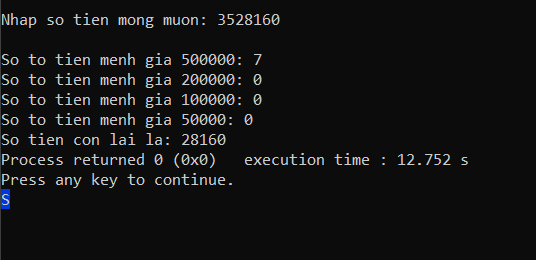 Nhap so tien mong muon: 3528160
So to tien menh gia 500000: 7
So to tien menh gia 200000: 0
So to tien menh gia 100000: 0
So to tien menh gia 50000: 0
So tien con lai la: 28160
Process returned 0 (0x0)   execution time : 12.752 s
Press any key to continue.
S